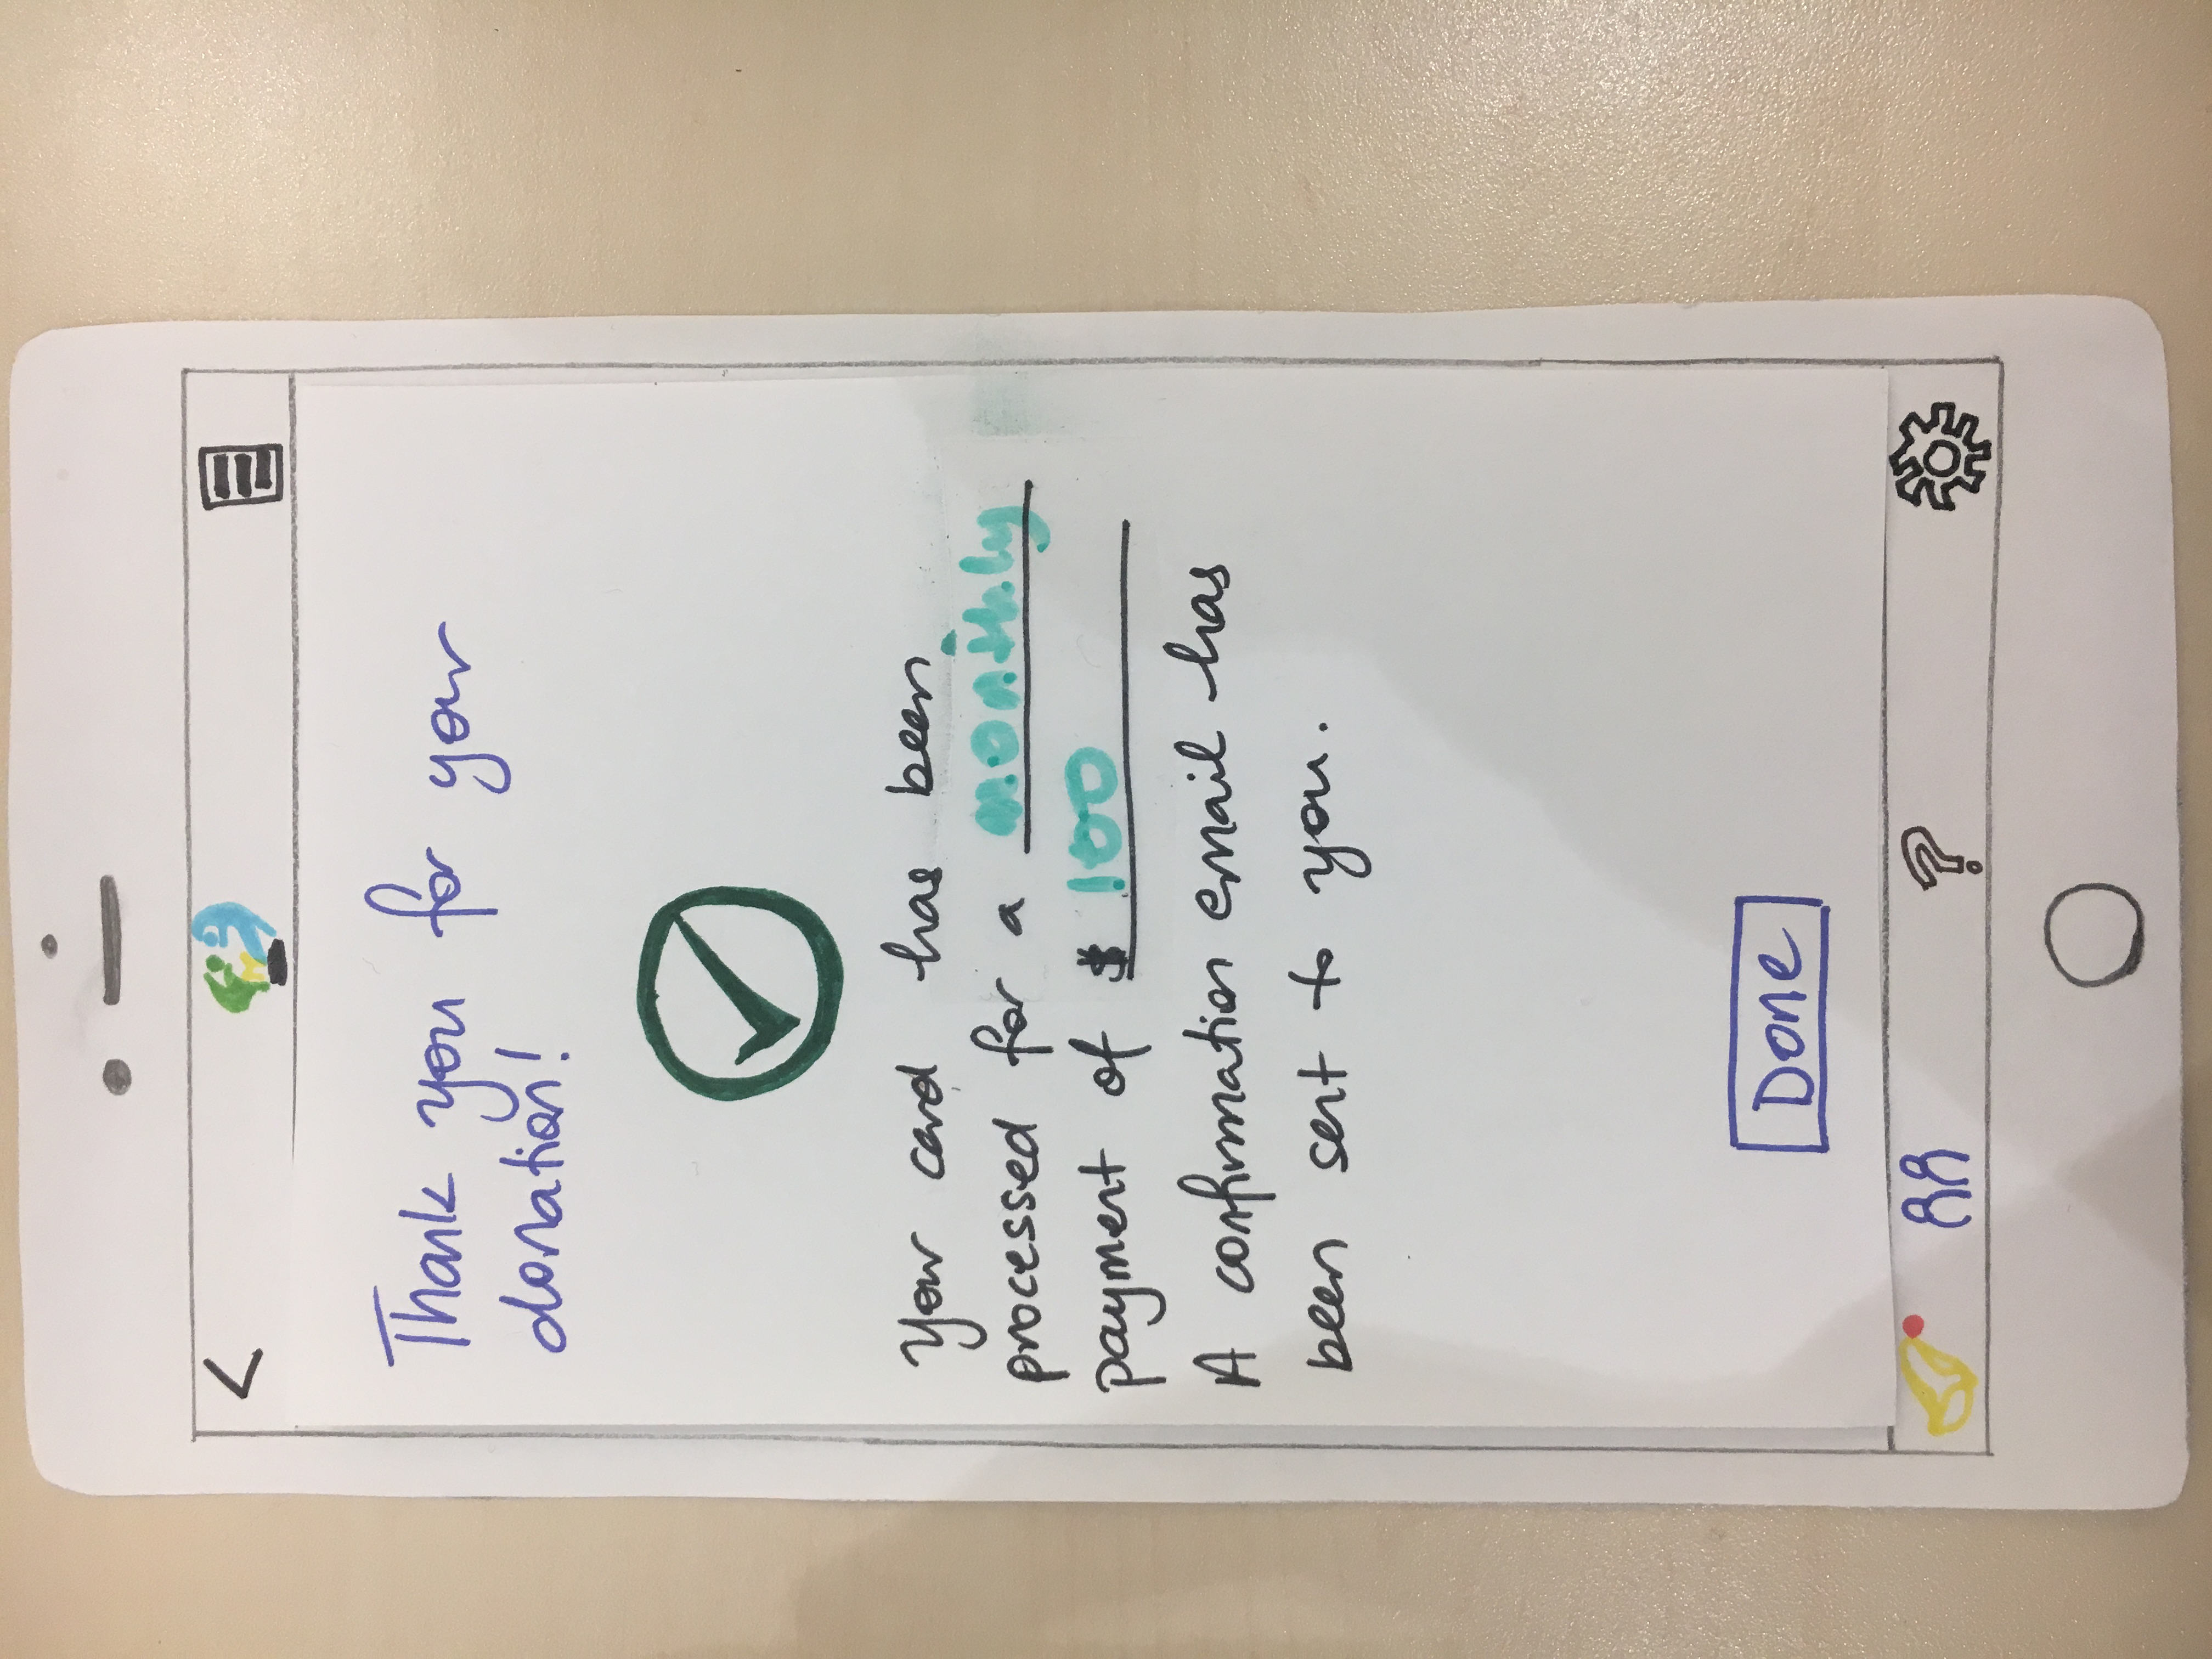 Thank you for your
donation!
Your card has been
processed for a monthly
payment of $ 100
A confirmation email has
been sent to you.
Done
?